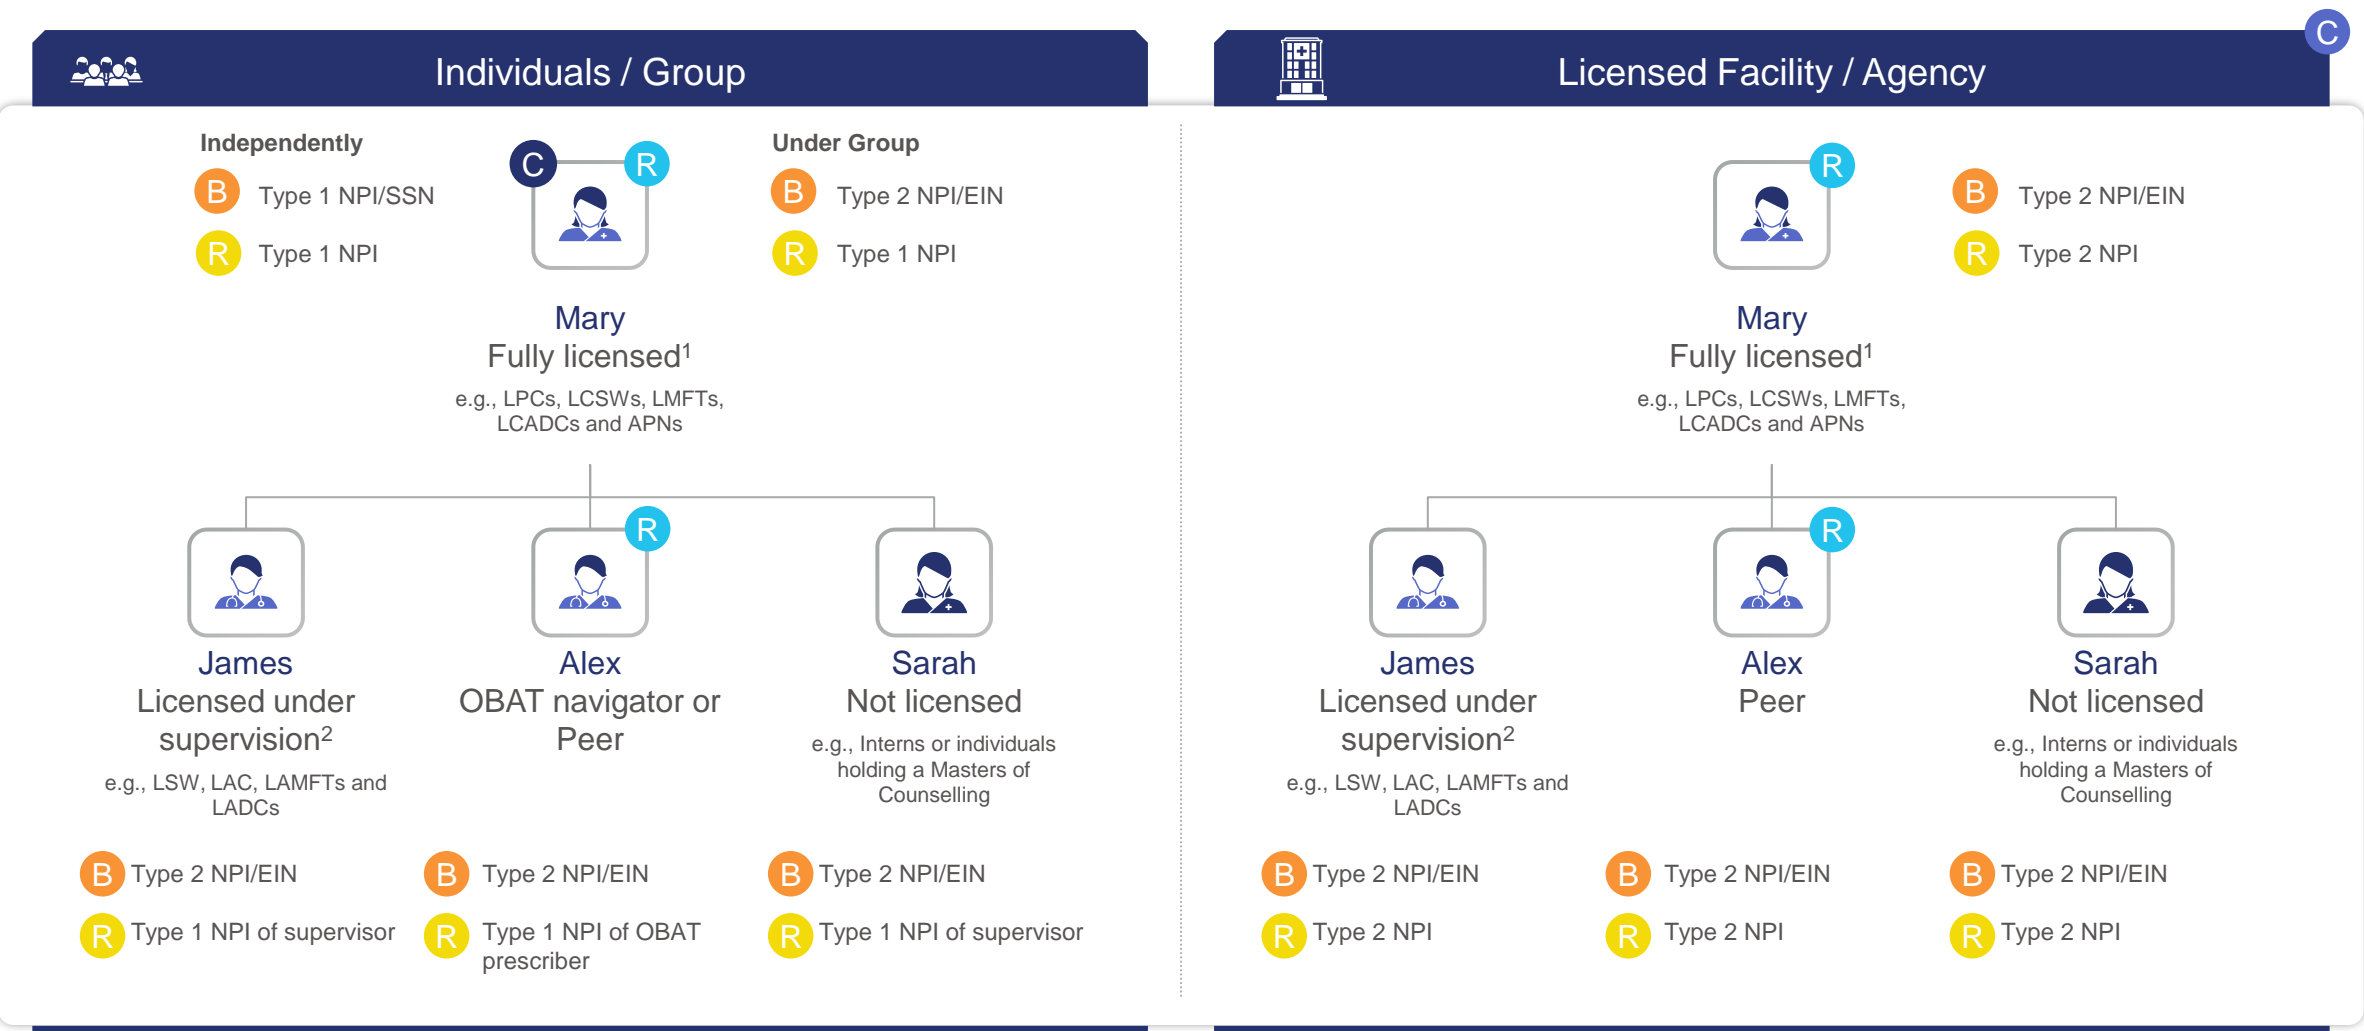 Individuals / Group
Independently
B Type 1 NPI/SSN
R Type 1 NPI
C R
Under Group
B Type 2 NPI/EIN
R Type 1 NPI
Mary
Fully licensed¹
e.g., LPCs, LCSWs, LMFTs,
LCADCs and APNs
James
Licensed under
supervision²
e.g., LSW, LAC, LAMFTs and
LADCs
B Type 2 NPI/EIN
R Type 1 NPI of supervisor
R
Alex
OBAT navigator or
Peer
B Type 2 NPI/EIN
R Type 1 NPI of OBAT
prescriber
Sarah
Not licensed
e.g., Interns or individuals
holding a Masters of
Counselling
B Type 2 NPI/EIN
R Type 1 NPI of supervisor
Licensed Facility / Agency
C
R
B Type 2 NPI/EIN
R Type 2 NPI
Mary
Fully licensed¹
e.g., LPCs, LCSWs, LMFTs,
LCADCs and APNs
James
Licensed under
supervision²
e.g., LSW, LAC, LAMFTs and
LADCs
B Type 2 NPI/EIN
R Type 2 NPI
R
Alex
Peer
B Type 2 NPI/EIN
R Type 2 NPI
Sarah
Not licensed
e.g., Interns or individuals
holding a Masters of
Counselling
B Type 2 NPI/EIN
R Type 2 NPI